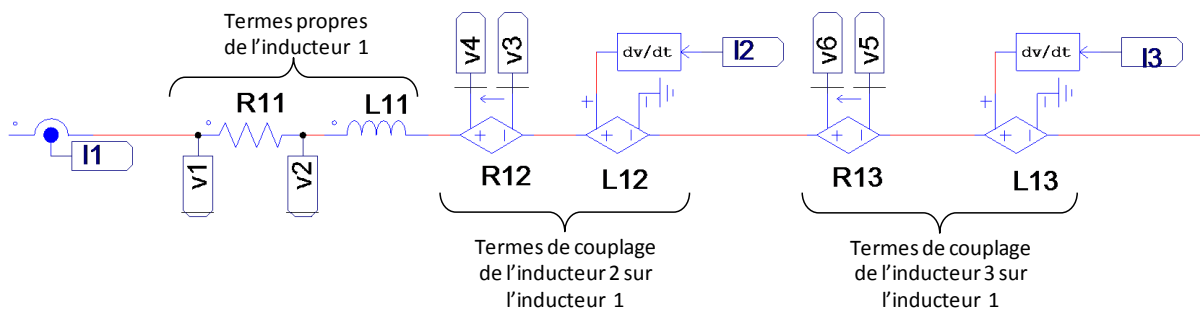 Termes propres
de l'inducteur 1
R11
L11
v4
v3
dv/dt
I2
v6
v5
dv/dt
I3
I1
v1
v2
R12
L12
R13
L13
Termes de couplage
de l'inducteur 2 sur
l'inducteur 1
Termes de couplage
de l'inducteur 3 sur
l'inducteur 1